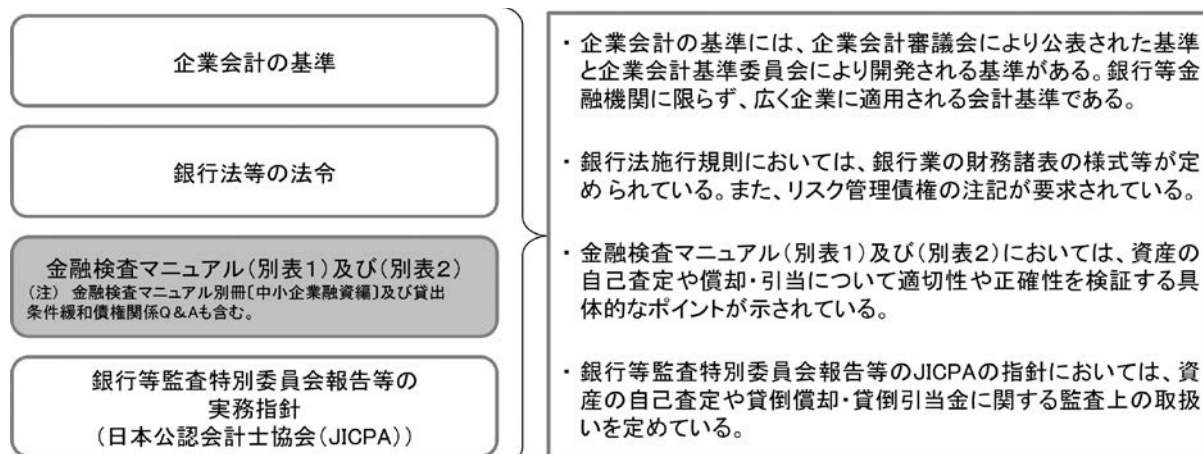 企業会計の基準
銀行法等の法令
金融検査マニュアル(別表1)及び(別表2)
(注) 金融検査マニュアル別冊〔中小企業融資編〕及び貸出
条件緩和債権関係Q&Aも含む。
銀行等監査特別委員会報告等の
実務指針
(日本公認会計士協会(JICPA))
・ 企業会計の基準には、企業会計審議会により公表された基準
と企業会計基準委員会により開発される基準がある。銀行等金
融機関に限らず、広く企業に適用される会計基準である。
・ 銀行法施行規則においては、銀行業の財務諸表の様式等が定
められている。また、リスク管理債権の注記が要求されている。
・ 金融検査マニュアル(別表1)及び(別表2)においては、資産の
自己査定や償却・引当について適切性や正確性を検証する具
体的なポイントが示されている。
・ 銀行等監査特別委員会報告等のJICPAの指針においては、資
産の自己査定や貸倒償却・貸倒引当金に関する監査上の取扱
いを定めている。